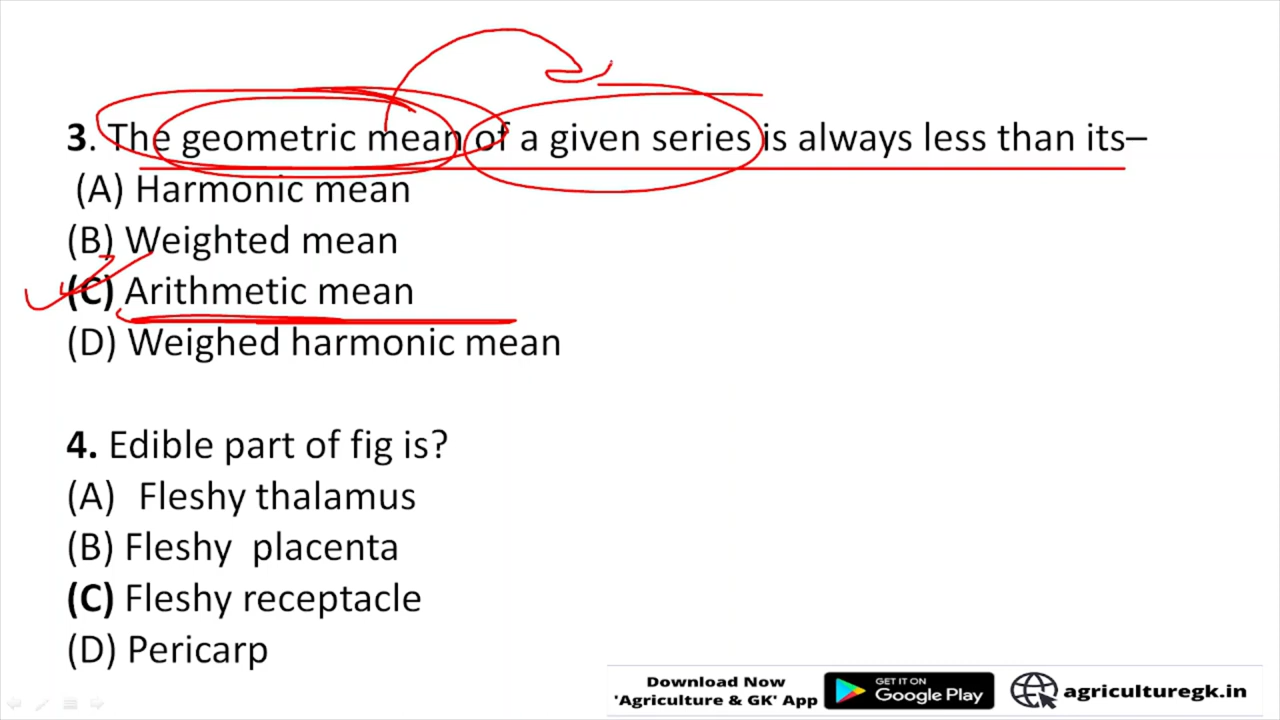 3. The geometric mean of a given series is always less than its–
(A) Harmonic mean
(B) Weighted mean
(C) Arithmetic mean
(D) Weighed harmonic mean
4. Edible part of fig is?
(A) Fleshy thalamus
(B) Fleshy placenta
(C) Fleshy receptacle
(D) Pericarp
Download Now
'Agriculture & GK' App
GET IT ON
Google Play
agriculturegk.in